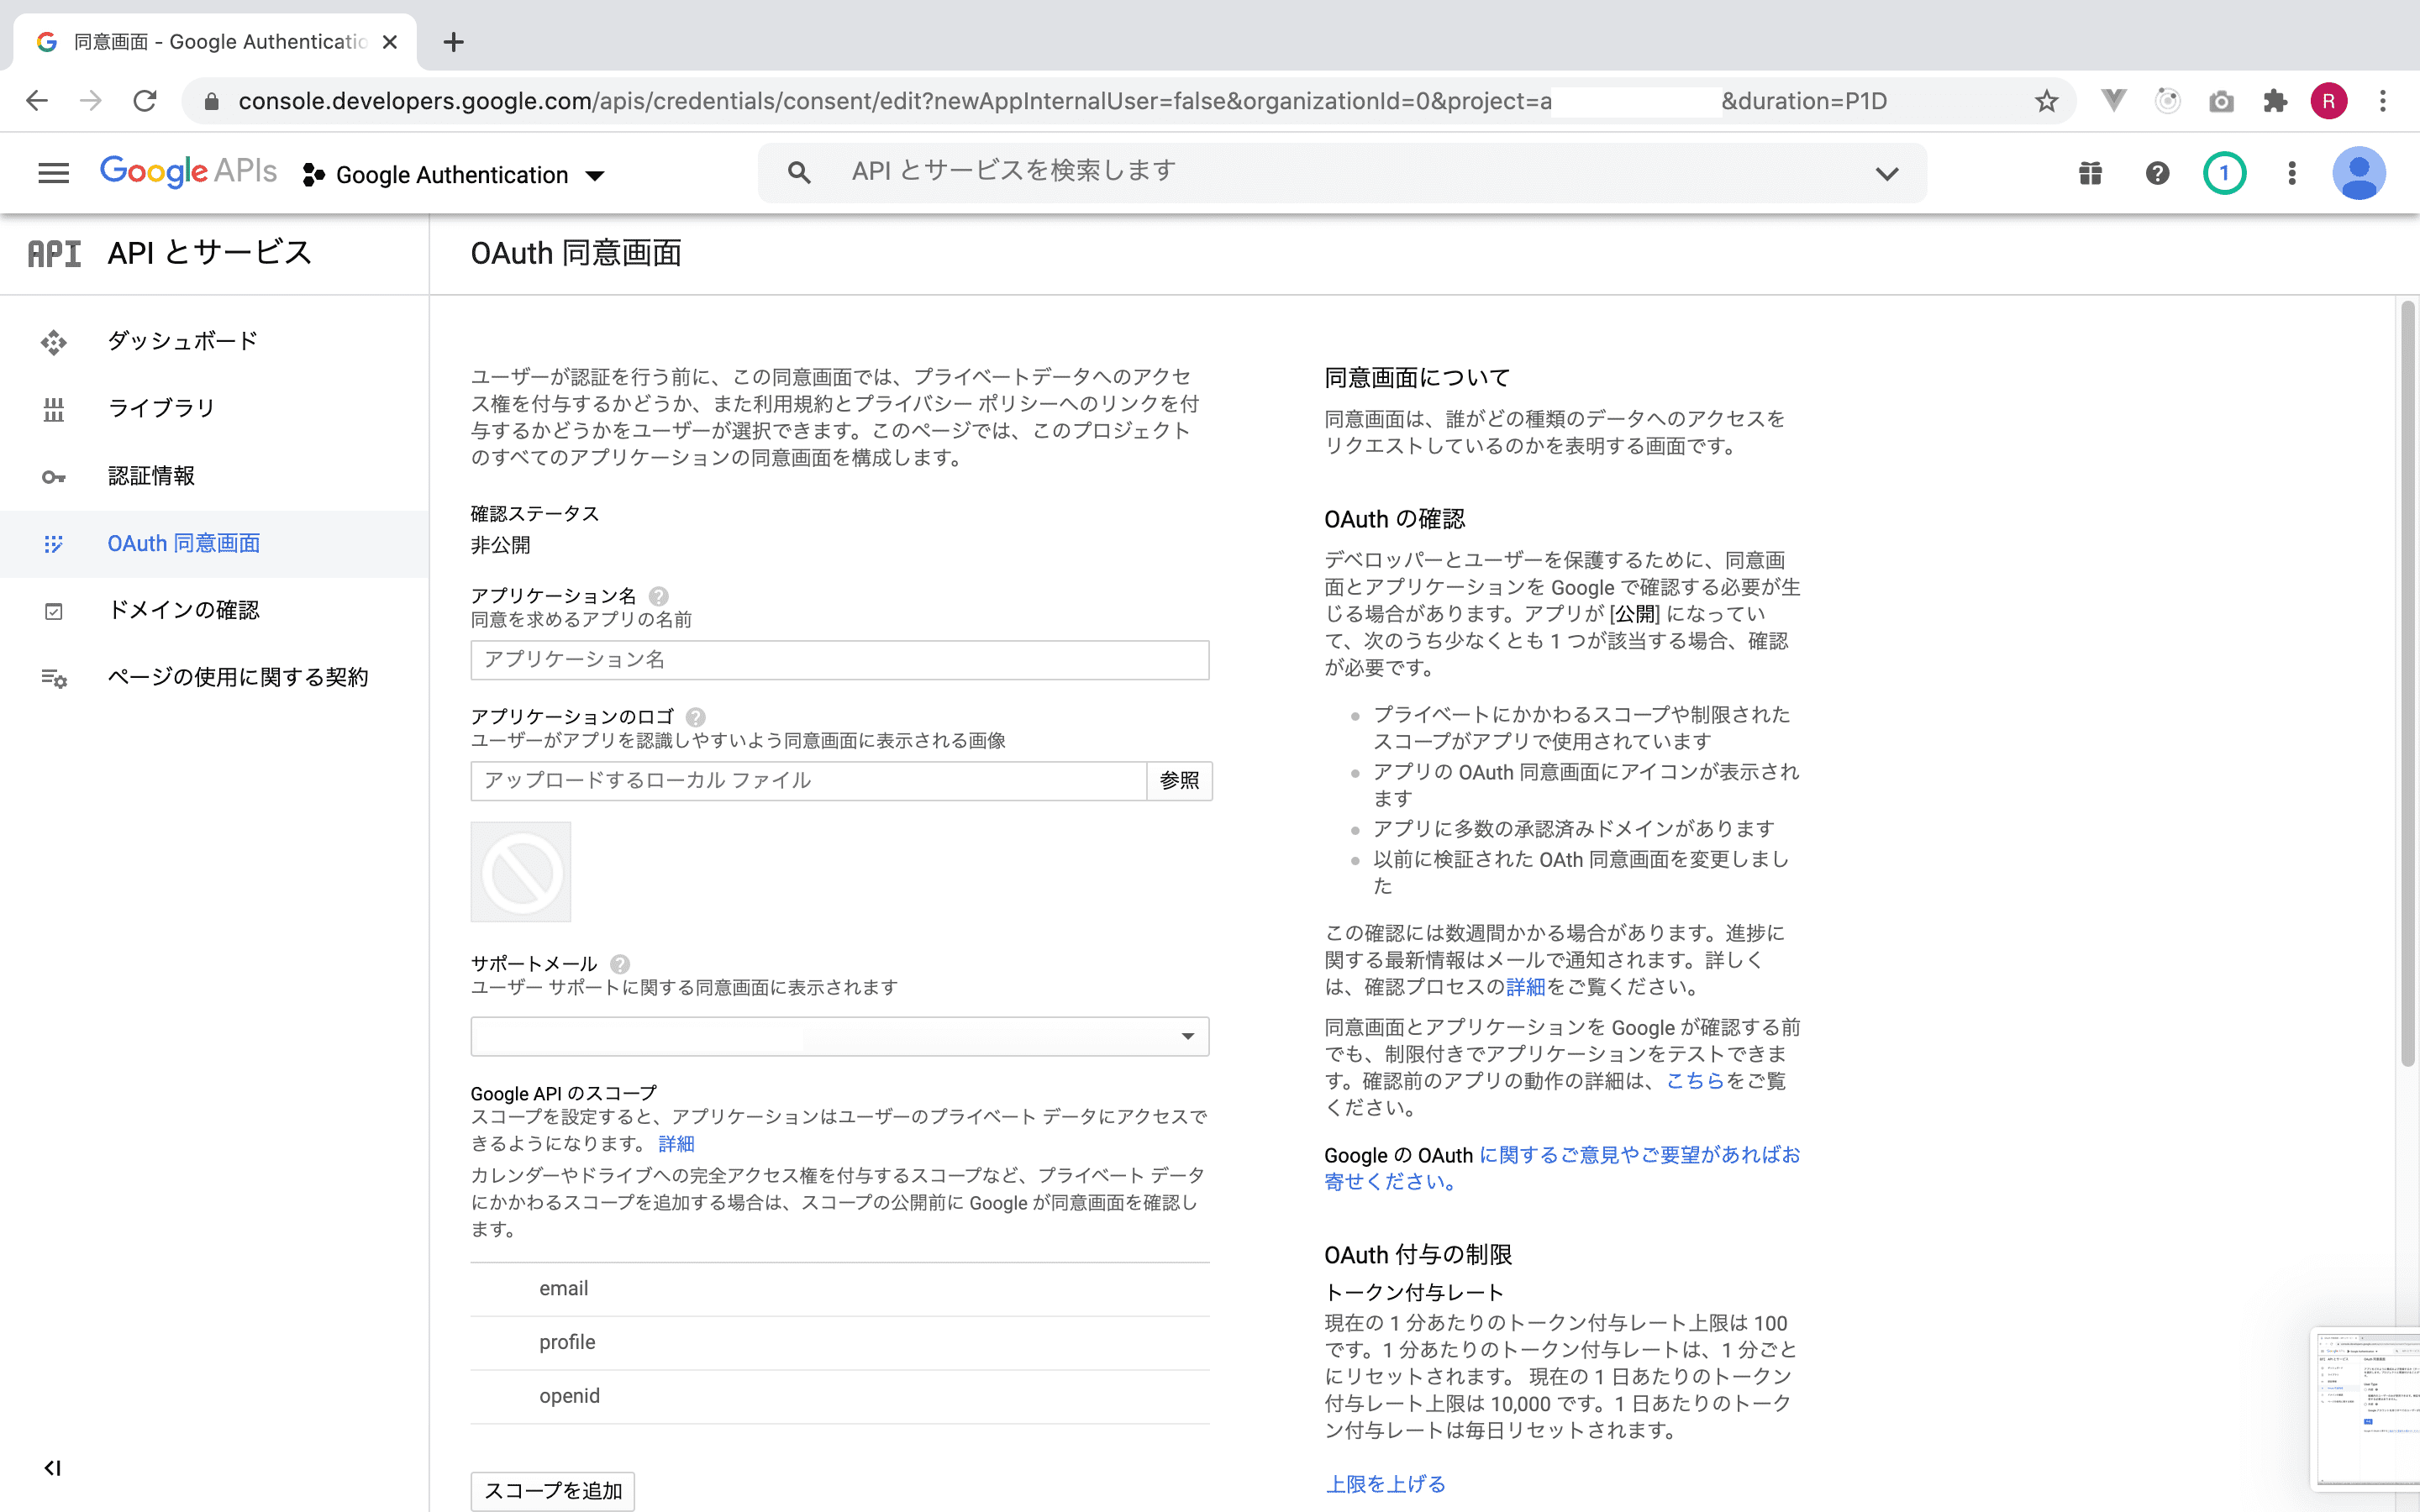 同意画面 - Google Authenticatio
console.developers.google.com/apis/credentials/consent/edit?newAppInternalUser=false&organizationId=0&project=a
&duration=P1D
R
Google APIs
Google Authentication
API とサービスを検索します
1
API
API とサービス
OAuth 同意画面
ダッシュボード
ライブラリ
認証情報
OAuth 同意画面
ドメインの確認
ページの使用に関する契約
ユーザーが認証を行う前に、この同意画面では、プライベートデータへのアクセ
ス権を付与するかどうか、また利用規約とプライバシー ポリシーへのリンクを付
与するかどうかをユーザーが選択できます。このページでは、このプロジェクト
のすべてのアプリケーションの同意画面を構成します。
確認ステータス
非公開
アプリケーション名
同意を求めるアプリの名前
アプリケーション名
アプリケーションのロゴ
ユーザーがアプリを認識しやすいよう同意画面に表示される画像
アップロードするローカル ファイル
参照
サポートメール
ユーザー サポートに関する同意画面に表示されます
Google API のスコープ
スコープを設定すると、アプリケーションはユーザーのプライベート データにアクセスで
きるようになります。 詳細
カレンダーやドライブへの完全アクセス権を付与するスコープなど、プライベート データ
にかかわるスコープを追加する場合は、スコープの公開前に Google が同意画面を確認し
ます。
email
profile
openid
スコープを追加
同意画面について
同意画面は、誰がどの種類のデータへのアクセスを
リクエストしているのかを表明する画面です。
OAuth の確認
デベロッパーとユーザーを保護するために、同意画
面とアプリケーションを Google で確認する必要が生
じる場合があります。アプリが [公開] になってい
て、次のうち少なくとも 1 つが該当する場合、確認
が必要です。
プライベートにかかわるスコープや制限された
スコープがアプリで使用されています
アプリの OAuth 同意画面にアイコンが表示され
ます
アプリに多数の承認済みドメインがあります
以前に検証された OAth 同意画面を変更しまし
た
この確認には数週間かかる場合があります。進捗に
関する最新情報はメールで通知されます。詳しく
は、確認プロセスの詳細をご覧ください。
同意画面とアプリケーションを Google が確認する前
でも、制限付きでアプリケーションをテストできま
す。確認前のアプリの動作の詳細は、こちらをご覧
ください。
Google の OAuth に関するご意見やご要望があればお
寄せください。
OAuth 付与の制限
トークン付与レート
現在の 1 分あたりのトークン付与レート上限は 100
です。1 分あたりのトークン付与レートは、1 分ごと
にリセットされます。 現在の 1 日あたりのトークン
付与レート上限は 10,000 です。1 日あたりのトーク
ン付与レートは毎日リセットされます。
上限を上げる